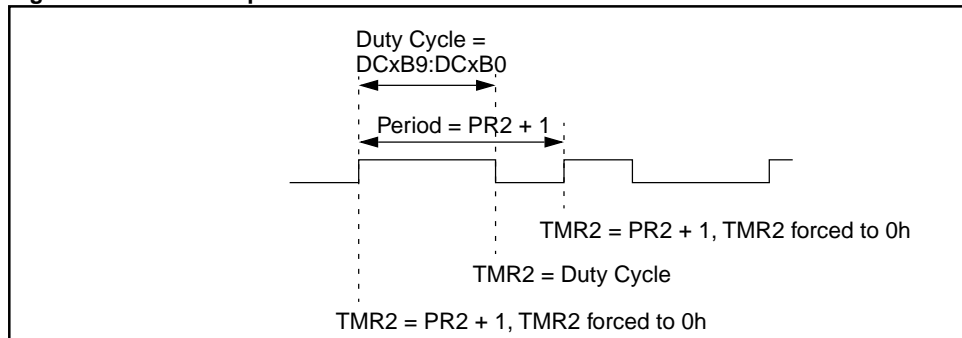 Duty Cycle =
DCxB9:DCxB0
Period = PR2 + 1
TMR2 = PR2 + 1, TMR2 forced to 0h
TMR2 = Duty Cycle
TMR2 = PR2 + 1, TMR2 forced to 0h